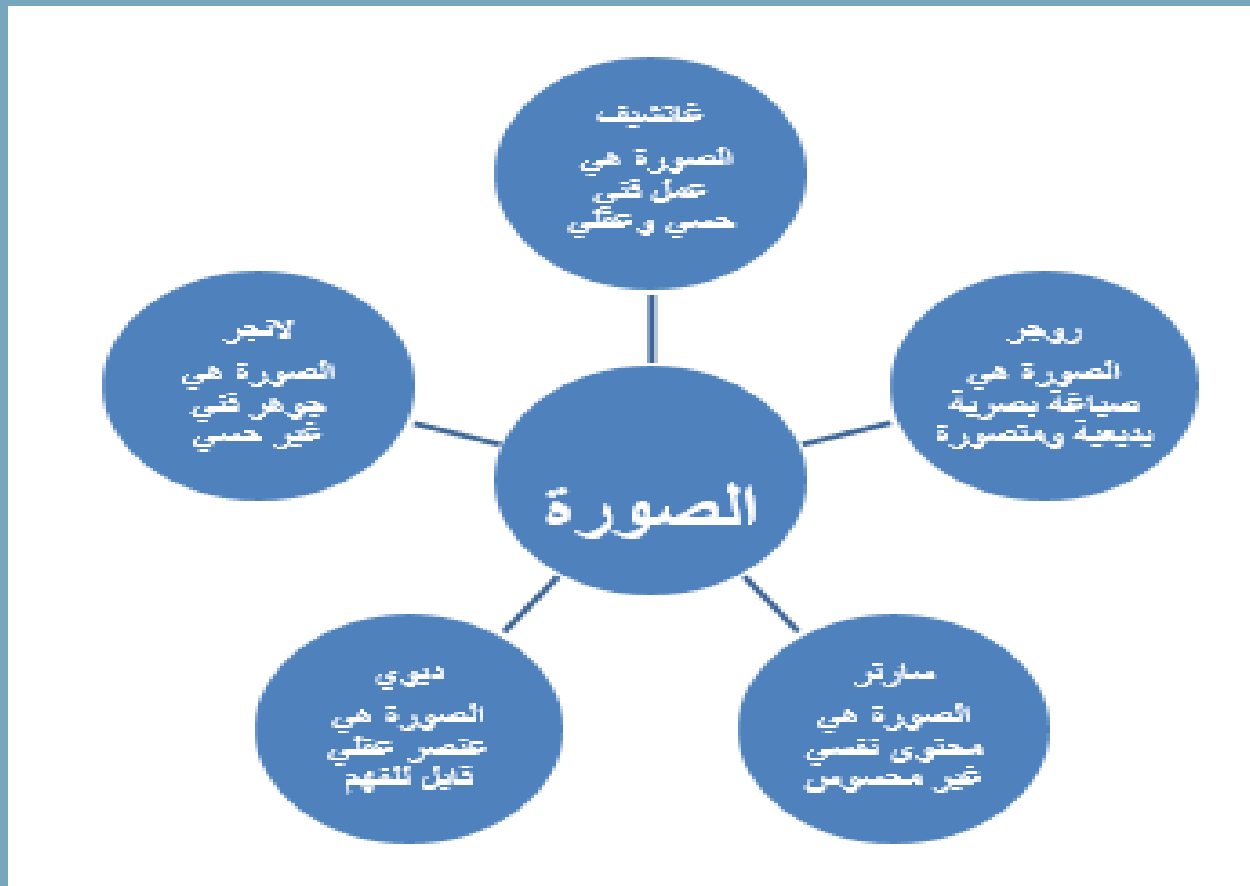 غاتشيف
الصورة هي
عمل فني
حسي وعقلي
روجر
الصورة هي
صياغة بصرية
بديهية ومتصورة
سارتر
الصورة هي
محتوى نفسي
غير محسوس
ديوي
الصورة هي
عنصر عقلي
قابل للفهم
لانجر
الصورة هي
جوهر فني
غير حسي
الصورة